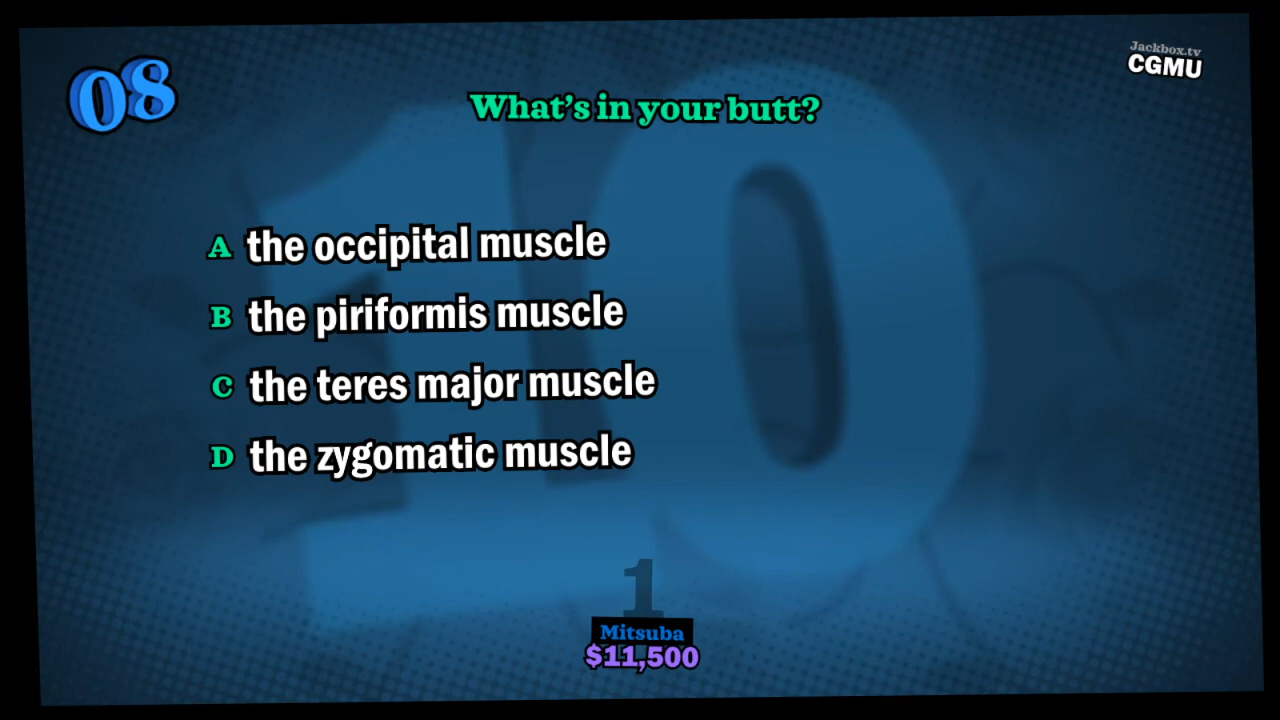 08
Jackbox.tv
CGMU
What's in your butt?
A the occipital muscle
B the piriformis muscle
C the teres major muscle
D the zygomatic muscle
10
1
Mitsuba
$11,500